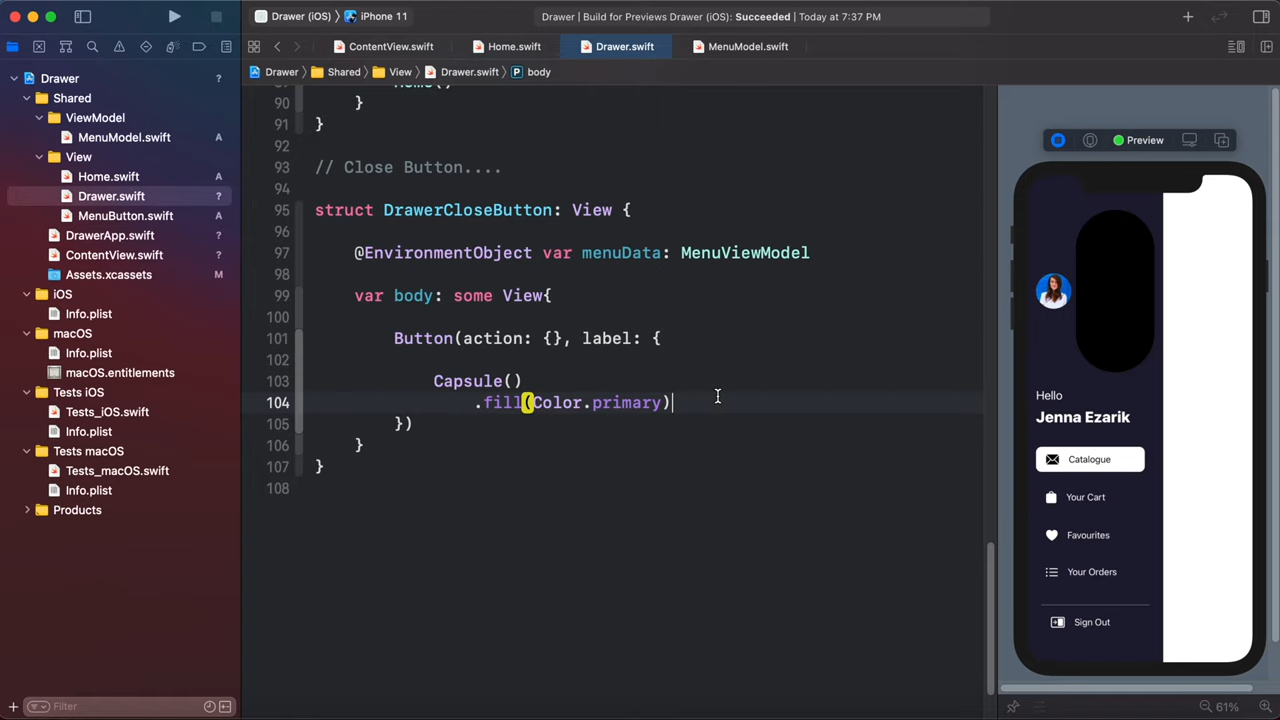 Drawer (iOS) › iPhone 11
Drawer | Build for Previews Drawer (iOS): Succeeded | Today at 7:37 PM
ContentView.swift
Home.swift
Drawer.swift
MenuModel.swift
Drawer › Shared › View › Drawer.swift › P body
Drawer ?
Shared
ViewModel
MenuModel.swift A
View
Home.swift A
Drawer.swift ?
MenuButton.swift A
DrawerApp.swift ?
ContentView.swift ?
Assets.xcassets M
iOS
Info.plist
macOS
Info.plist
macOS.entitlements
Tests iOS
Tests_iOS.swift
Info.plist
Tests macOS
Tests_macOS.swift
Info.plist
Products
Filter
90 }
91 }
92
93 // Close Button....
94
95 struct DrawerCloseButton: View {
96
97 @EnvironmentObject var menuData: MenuViewModel
98
99 var body: some View{
100
101 Button(action: {}, label: {
102
103 Capsule()
104 .fill(Color.primary)
105 })
106 }
107 }
108
Preview
Hello
Jenna Ezarik
Catalogue
Your Cart
Favourites
Your Orders
Sign Out
61%